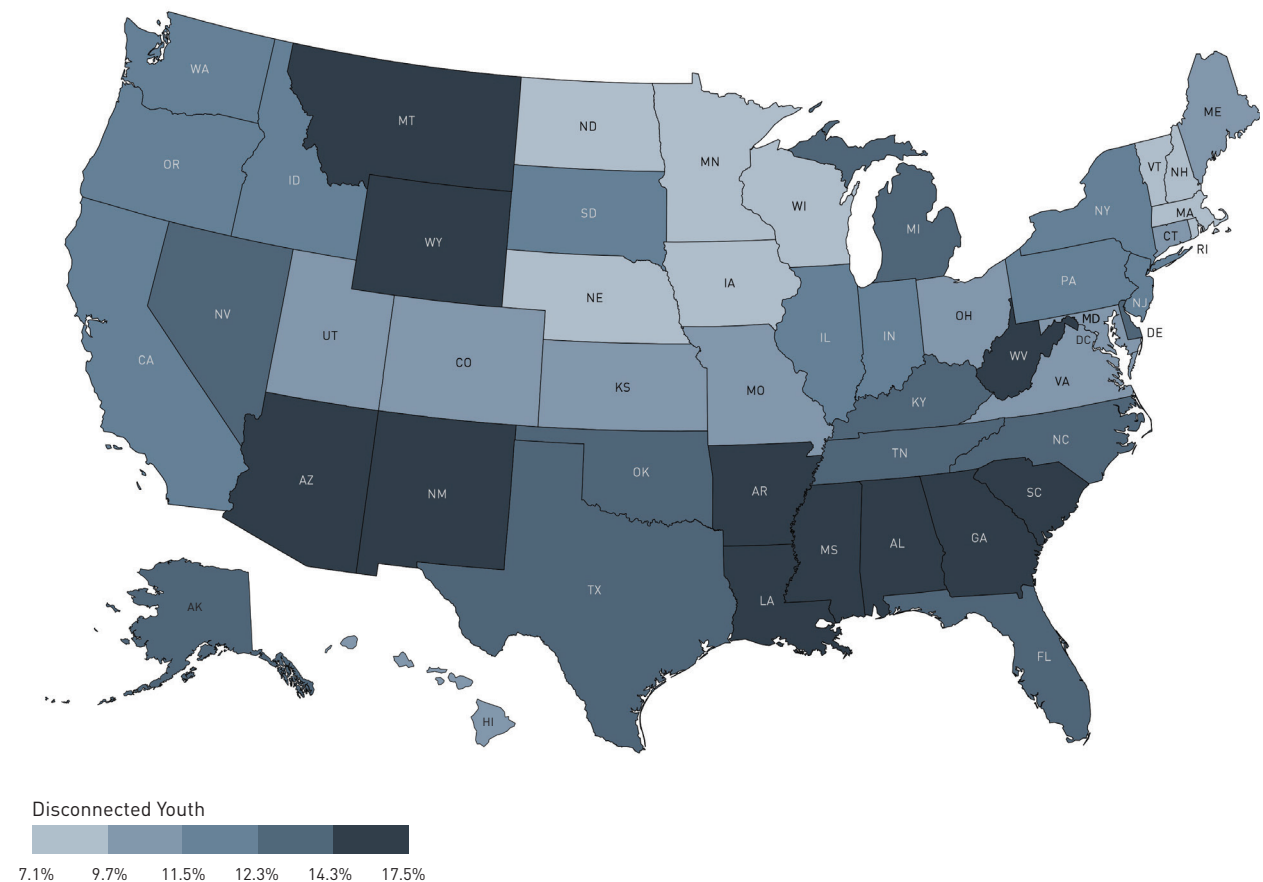 WA
MT
ND
MN
ME
OR
ID
SD
WI
MI
VT
NH
NY
MA
CT
RI
WY
NE
IA
PA
NJ
NV
UT
CO
KS
MO
IL
IN
OH
MD
DC
DE
WV
VA
CA
KY
NC
TN
AZ
NM
OK
AR
SC
MS
AL
GA
TX
LA
AK
FL
HI
Disconnected Youth
7.1% 9.7% 11.5% 12.3% 14.3% 17.5%